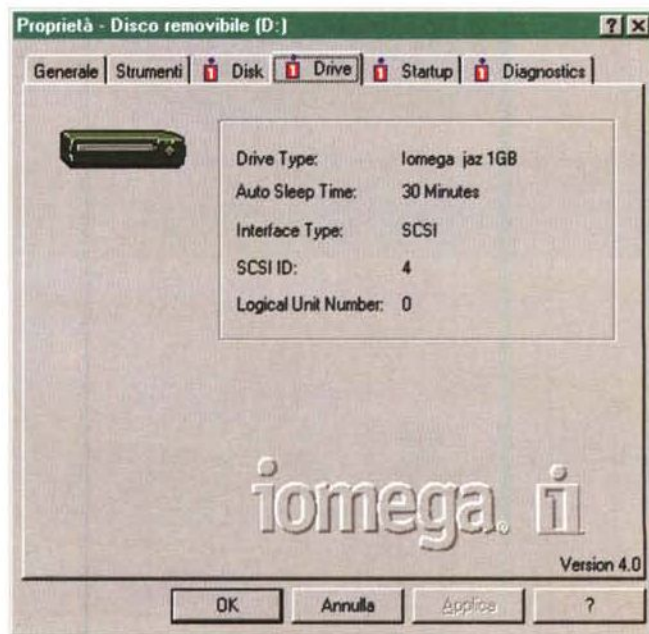 Proprietà - Disco removibile (D:)
Generale Strumenti Disk Drive Startup Diagnostics
Drive Type: Iomega jaz 1GB
Auto Sleep Time: 30 Minutes
Interface Type: SCSI
SCSI ID: 4
Logical Unit Number: 0
iomega
Version 4.0
OK Annulla Applica ?